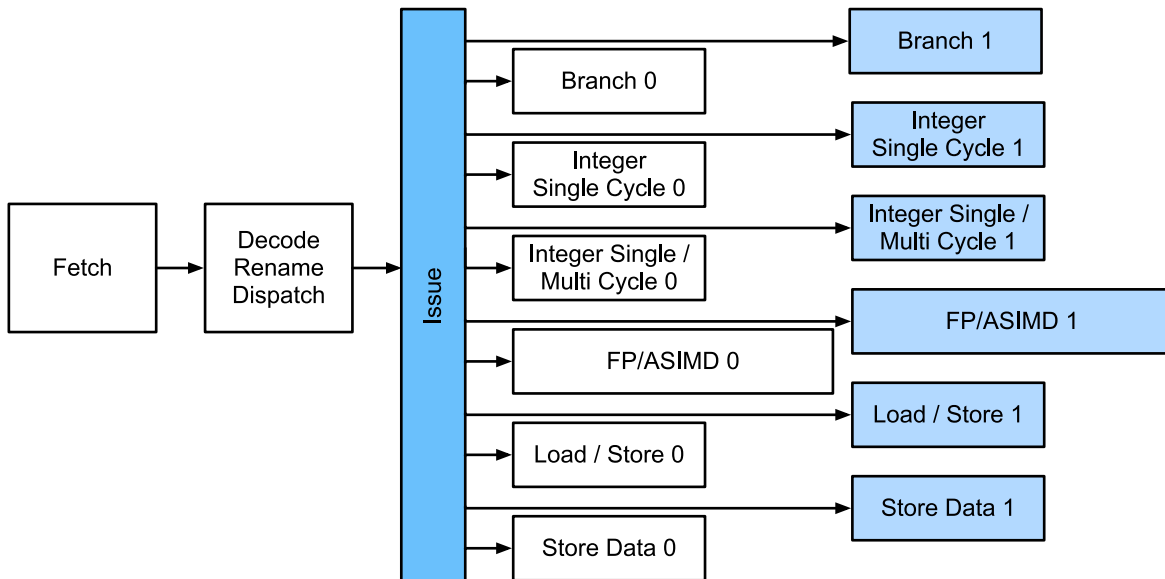 Fetch
Decode
Rename
Dispatch
Issue
Branch 1
Branch 0
Integer
Single Cycle 1
Integer
Single Cycle 0
Integer Single /
Multi Cycle 1
Integer Single /
Multi Cycle 0
FP/ASIMD 1
FP/ASIMD 0
Load / Store 1
Load / Store 0
Store Data 1
Store Data 0